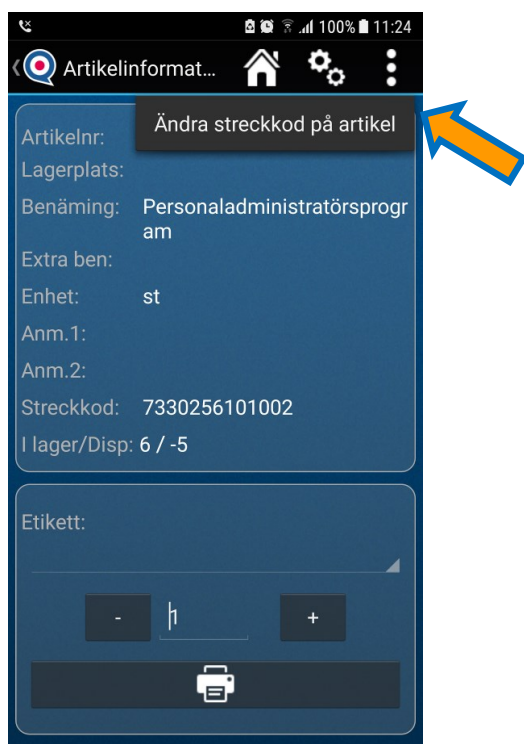 100% 11:24
Artikelinformat...
Ändra streckkod på artikel
Artikelnr:
Lagerplats:
Benäming: Personaladministratörsprogr
am
Extra ben:
Enhet: st
Anm.1:
Anm.2:
Streckkod: 7330256101002
I lager/Disp: 6 / -5
Etikett:
- 1 +